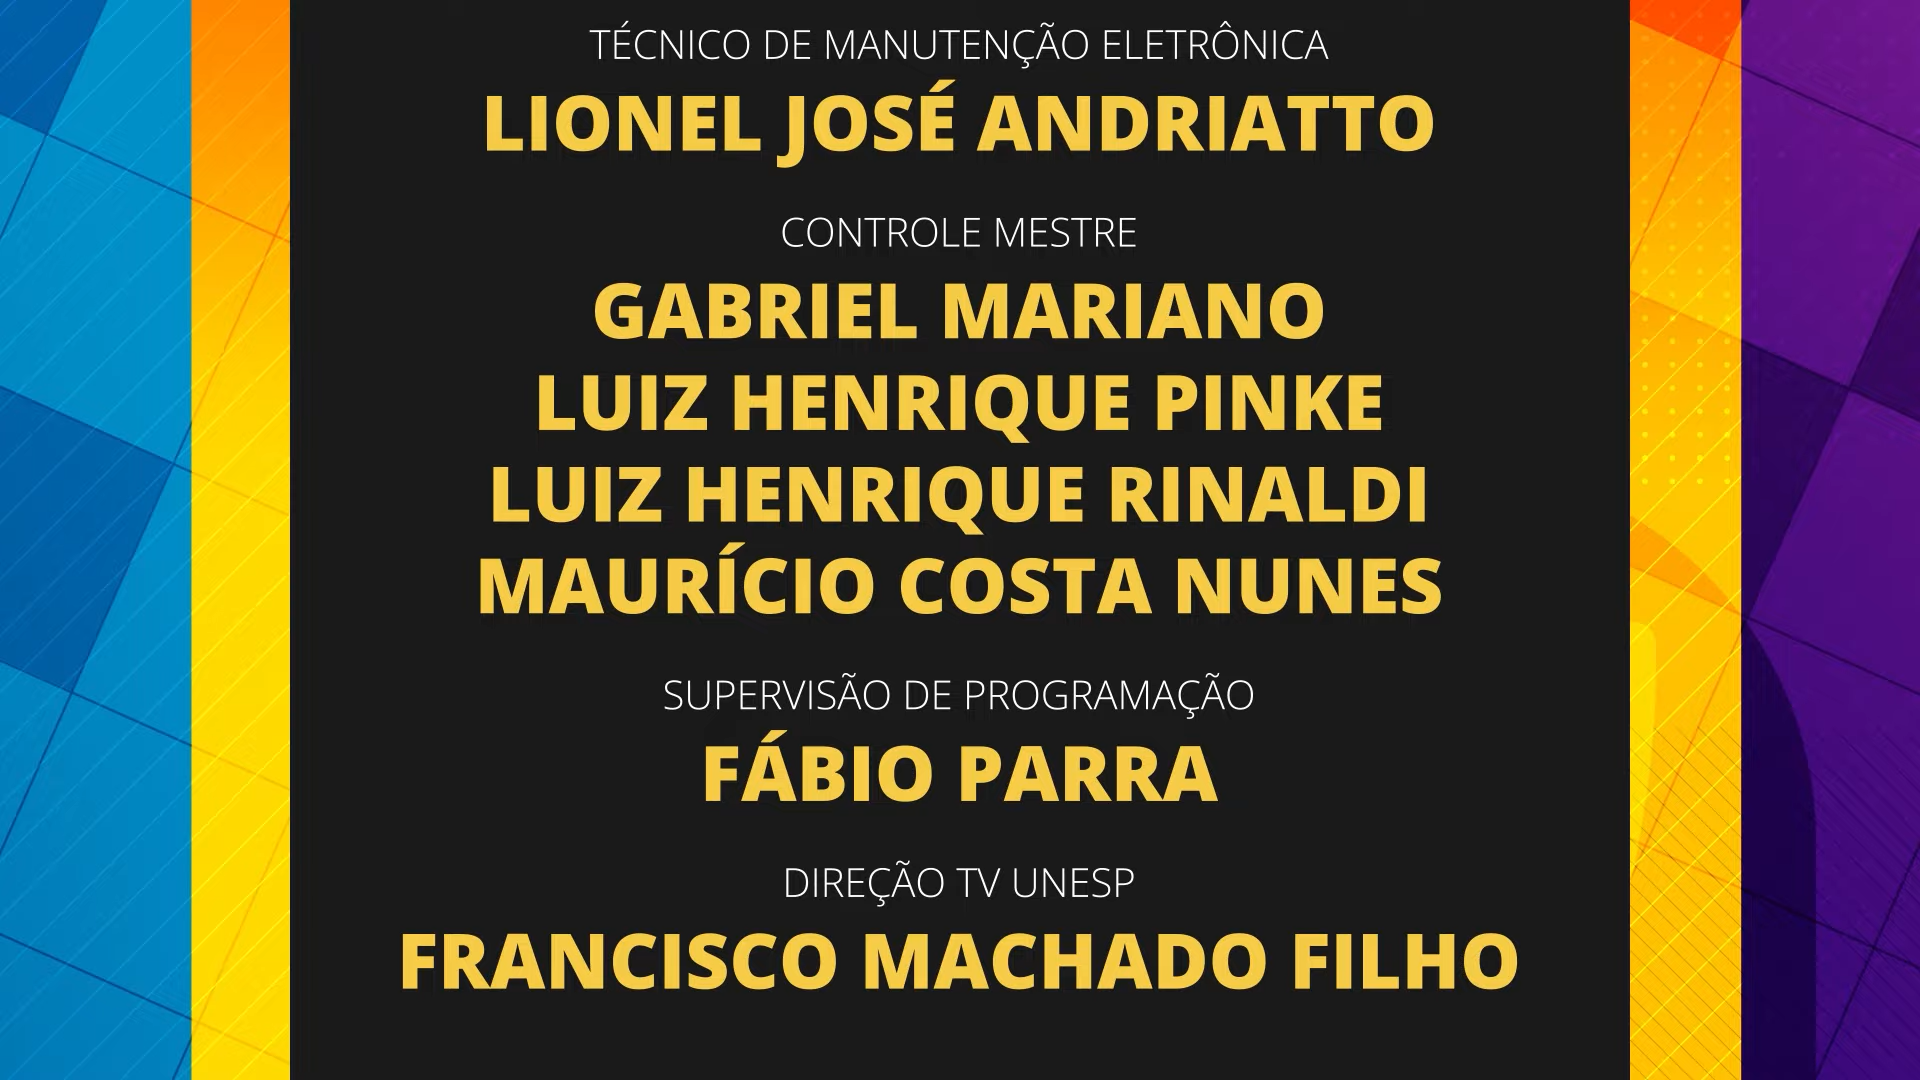 TÉCNICO DE MANUTENÇÃO ELETRÔNICA
LIONEL JOSÉ ANDRIATTO
CONTROLE MESTRE
GABRIEL MARIANO
LUIZ HENRIQUE PINKE
LUIZ HENRIQUE RINALDI
MAURÍCIO COSTA NUNES
SUPERVISÃO DE PROGRAMAÇÃO
FÁBIO PARRA
DIREÇÃO TV UNESP
FRANCISCO MACHADO FILHO